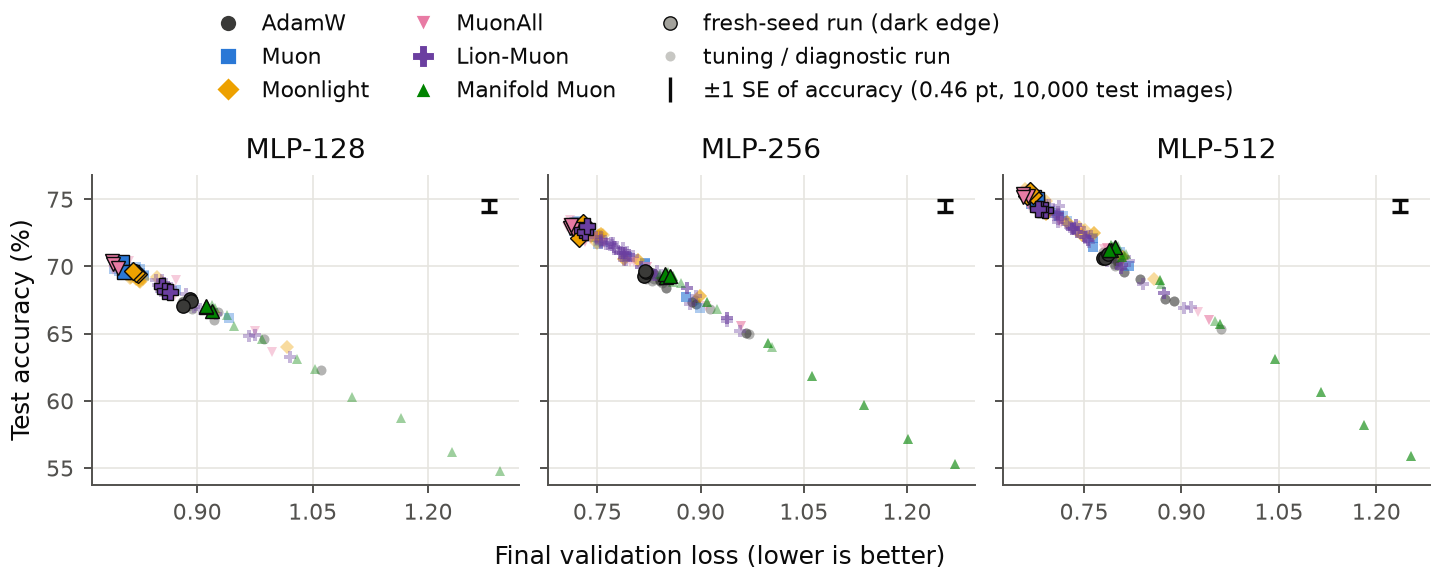 AdamW
Muon
Moonlight
MuonAll
Lion-Muon
Manifold Muon
fresh-seed run (dark edge)
tuning / diagnostic run
±1 SE of accuracy (0.46 pt, 10,000 test images)
MLP-128
MLP-256
MLP-512
Test accuracy (%)
75
70
65
60
55
0.90
1.05
1.20
0.75
0.90
1.05
1.20
0.75
0.90
1.05
1.20
Final validation loss (lower is better)